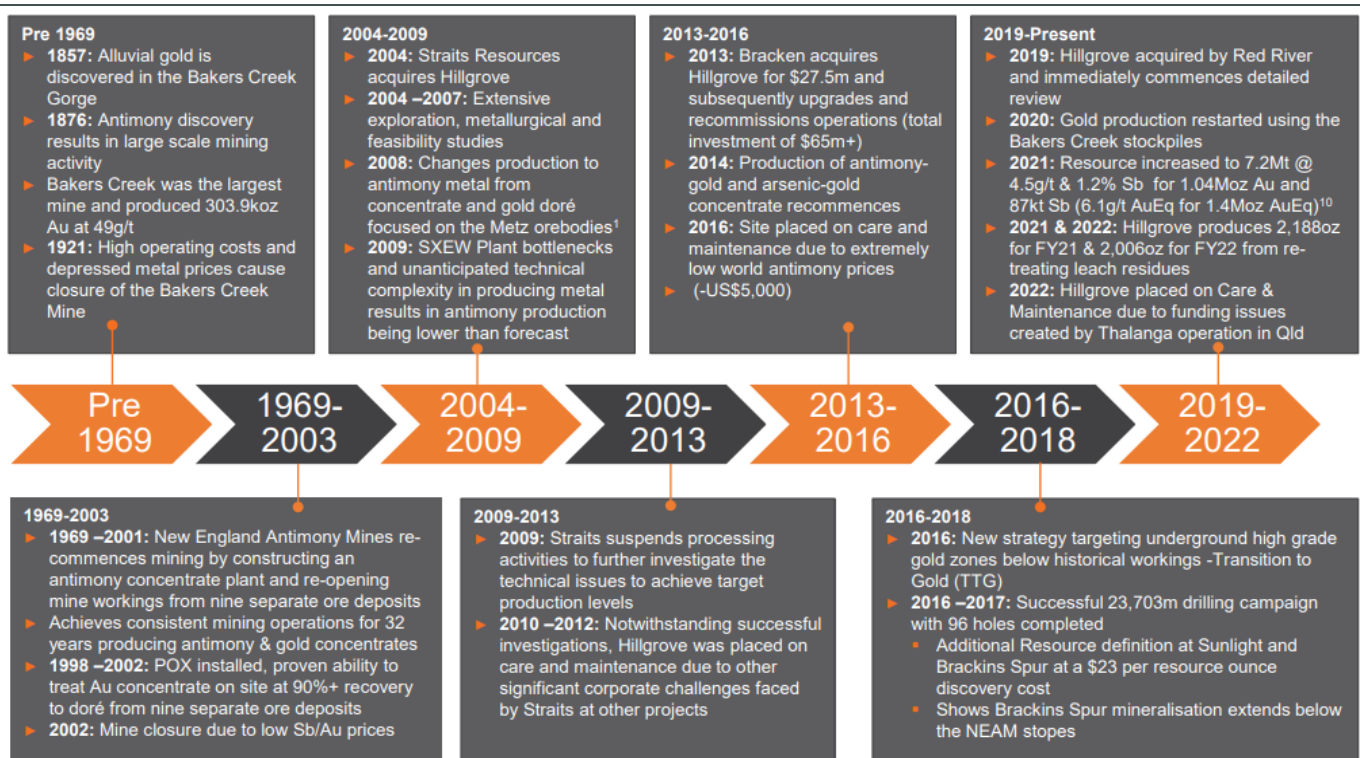 Pre 1969
► 1857: Alluvial gold is
discovered in the Bakers Creek
Gorge
► 1876: Antimony discovery
results in large scale mining
activity
► Bakers Creek was the largest
mine and produced 303.9koz
Au at 49g/t
► 1921: High operating costs and
depressed metal prices cause
closure of the Bakers Creek
Mine
2004-2009
► 2004: Straits Resources
acquires Hillgrove
► 2004 –2007: Extensive
exploration, metallurgical and
feasibility studies
► 2008: Changes production to
antimony metal from
concentrate and gold doré
focused on the Metz orebodies¹
► 2009: SXEW Plant bottlenecks
and unanticipated technical
complexity in producing metal
results in antimony production
being lower than forecast
2013-2016
► 2013: Bracken acquires
Hillgrove for $27.5m and
subsequently upgrades and
recommissions operations (total
investment of $65m+)
► 2014: Production of antimony-
gold and arsenic-gold
concentrate recommences
► 2016: Site placed on care and
maintenance due to extremely
low world antimony prices
► (-US$5,000)
2019-Present
► 2019: Hillgrove acquired by Red River
and immediately commences detailed
review
► 2020: Gold production restarted using the
Bakers Creek stockpiles
► 2021: Resource increased to 7.2Mt @
4.5g/t & 1.2% Sb for 1.04Moz Au and
87kt Sb (6.1g/t AuEq for 1.4Moz AuEq)¹⁰
► 2021 & 2022: Hillgrove produces 2,188oz
for FY21 & 2,006oz for FY22 from re-
treating leach residues
► 2022: Hillgrove placed on Care &
Maintenance due to funding issues
created by Thalanga operation in Qld
Pre
1969
1969-
2003
2004-
2009
2009-
2013
2013-
2016
2016-
2018
2019-
2022
1969-2003
► 1969 –2001: New England Antimony Mines re-
commences mining by constructing an
antimony concentrate plant and re-opening
mine workings from nine separate ore deposits
► Achieves consistent mining operations for 32
years producing antimony & gold concentrates
► 1998 –2002: POX installed, proven ability to
treat Au concentrate on site at 90%+ recovery
to doré from nine separate ore deposits
► 2002: Mine closure due to low Sb/Au prices
2009-2013
► 2009: Straits suspends processing
activities to further investigate the
technical issues to achieve target
production levels
► 2010 –2012: Notwithstanding successful
investigations, Hillgrove was placed on
care and maintenance due to other
significant corporate challenges faced
by Straits at other projects
2016-2018
► 2016: New strategy targeting underground high grade
gold zones below historical workings -Transition to
Gold (TTG)
► 2016 –2017: Successful 23,703m drilling campaign
with 96 holes completed
▪ Additional Resource definition at Sunlight and
Brackins Spur at a $23 per resource ounce
discovery cost
▪ Shows Brackins Spur mineralisation extends below
the NEAM stopes